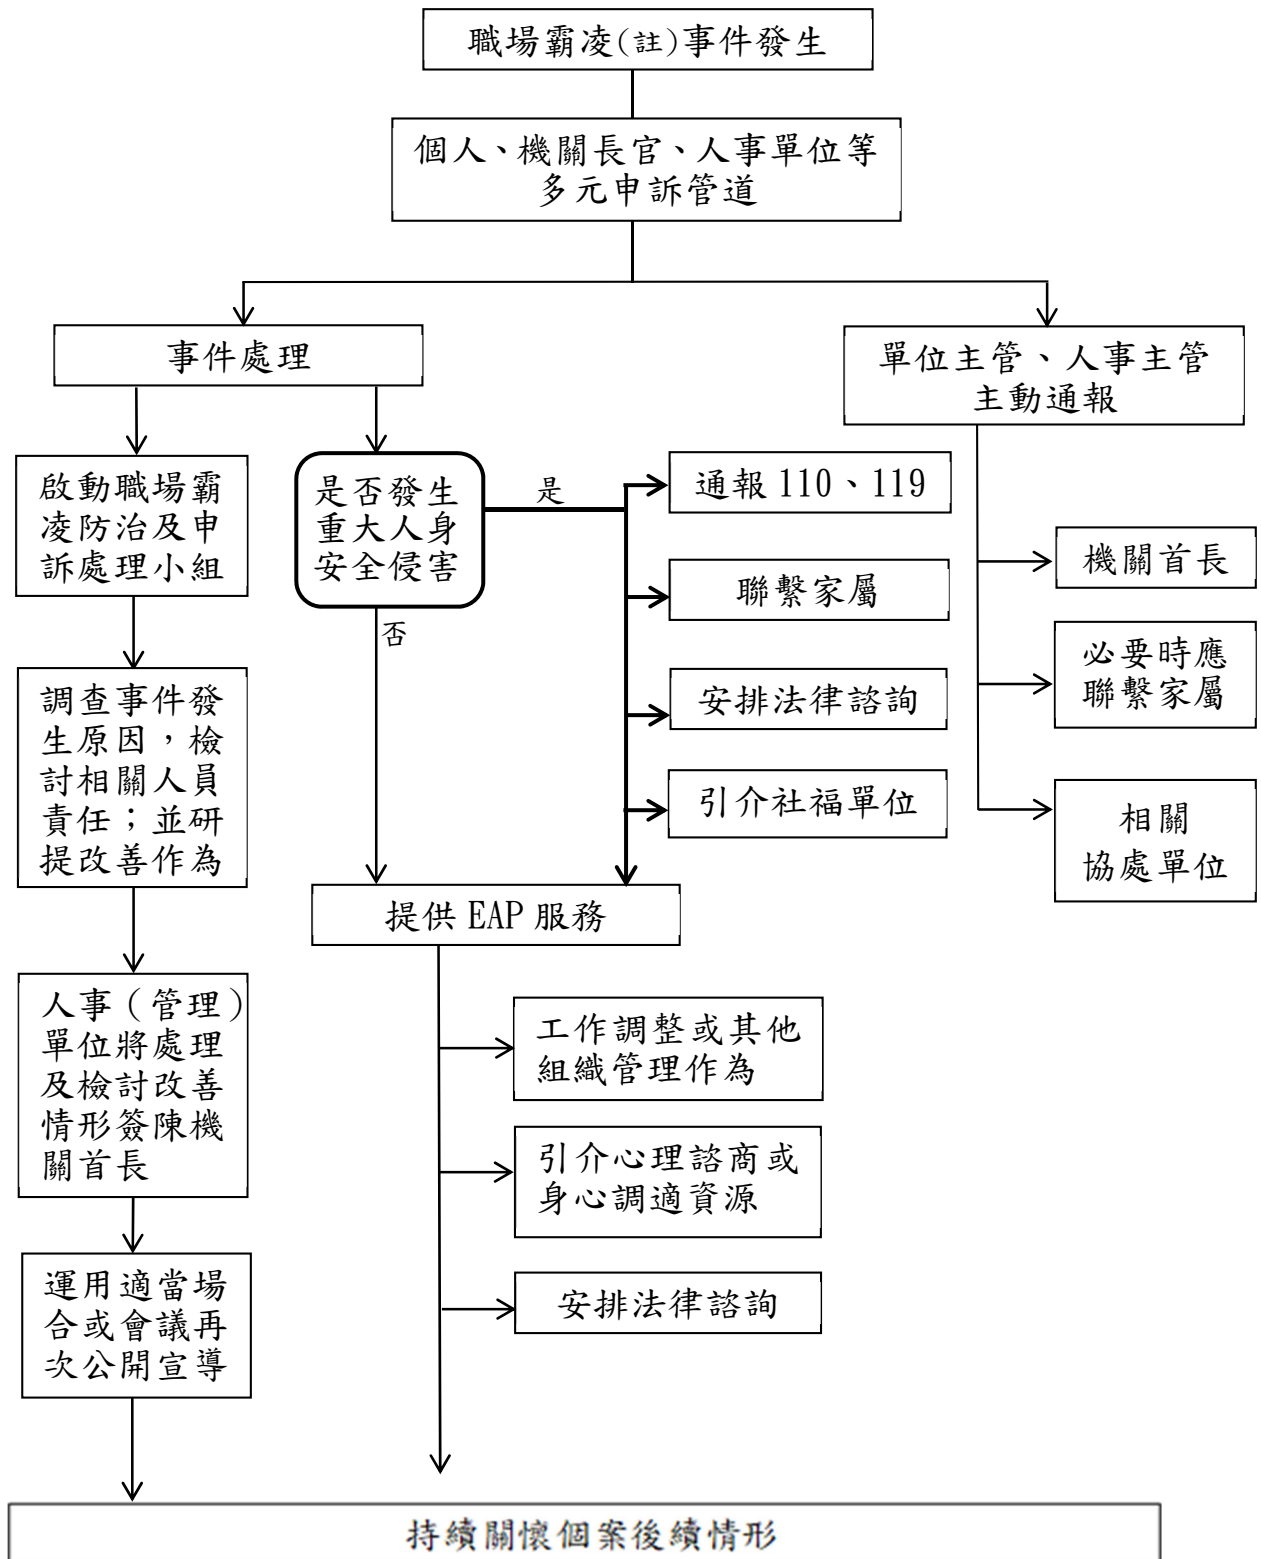 職場霸凌(註)事件發生
個人、機關長官、人事單位等
多元申訴管道
事件處理
單位主管、人事主管
主動通報
啟動職場霸
凌防治及申
訴處理小組
是否發生
重大人身
安全侵害
是
否
通報 110、119
聯繫家屬
安排法律諮詢
引介社福單位
機關首長
必要時應
聯繫家屬
相關
協處單位
調查事件發
生原因，檢
討相關人員
責任；並研
提改善作為
提供 EAP 服務
人事（管理）
單位將處理
及檢討改善
情形簽陳機
關首長
工作調整或其他
組織管理作為
引介心理諮商或
身心調適資源
安排法律諮詢
運用適當場
合或會議再
次公開宣導
持續關懷個案後續情形